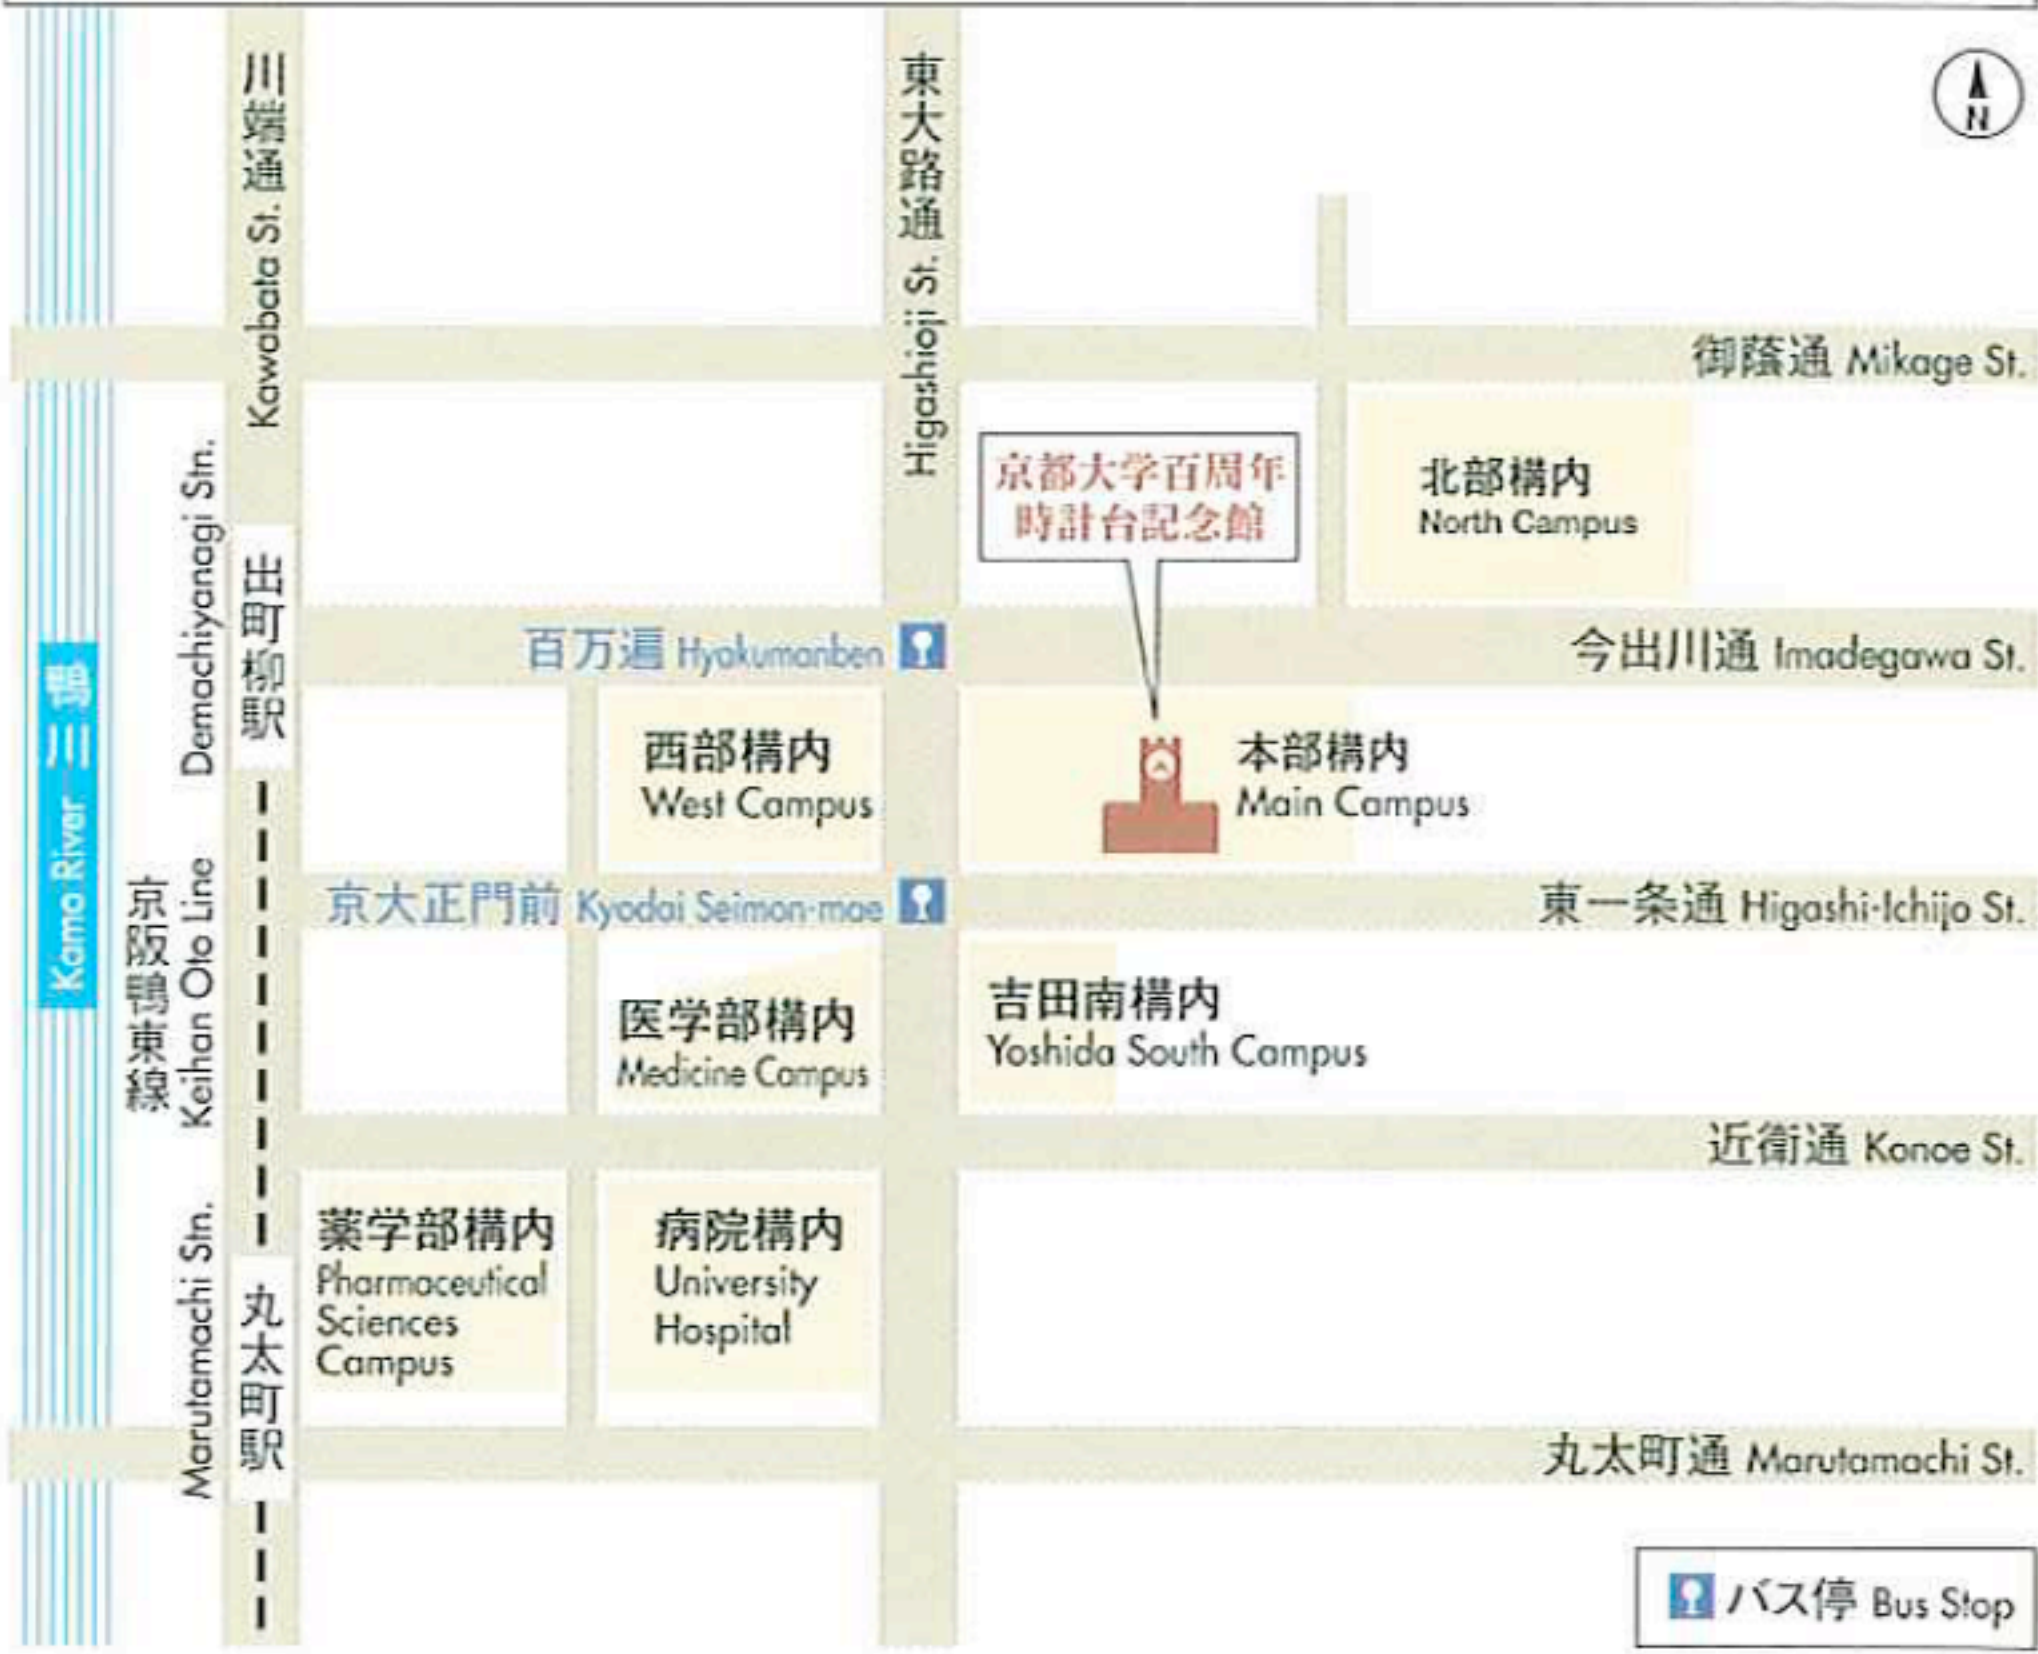 川端通 Kawabata St.
東大路通 Higashioji St.
N
御蔭通 Mikage St.
京都大学百周年
時計台記念館
北部構内
North Campus
出町柳駅
Demachiyanagi Stn.
百万遍 Hyakumanben
今出川通 Imadegawa St.
鴨川 Kamo River
西部構内
West Campus
本部構内
Main Campus
京阪鴨東線
Keihan Oto Line
京大正門前 Kyodai Seimon-mae
東一条通 Higashi-Ichijo St.
医学部構内
Medicine Campus
吉田南構内
Yoshida South Campus
近衛通 Konoe St.
薬学部構内
Pharmaceutical
Sciences
Campus
病院構内
University
Hospital
丸太町駅
Marutamachi Stn.
丸太町通 Marutamachi St.
バス停 Bus Stop